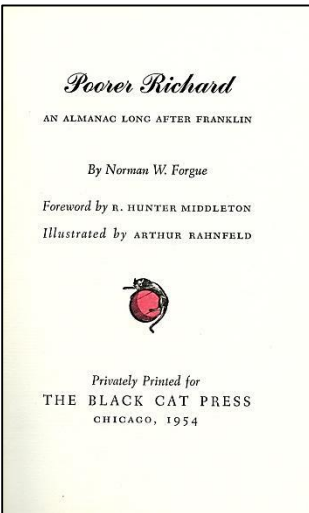 Poorer Richard
AN ALMANAC LONG AFTER FRANKLIN
By Norman W. Forgue
Foreword by R. HUNTER MIDDLETON
Illustrated by ARTHUR RAHNFELD
Privately Printed for
THE BLACK CAT PRESS
CHICAGO, 1954